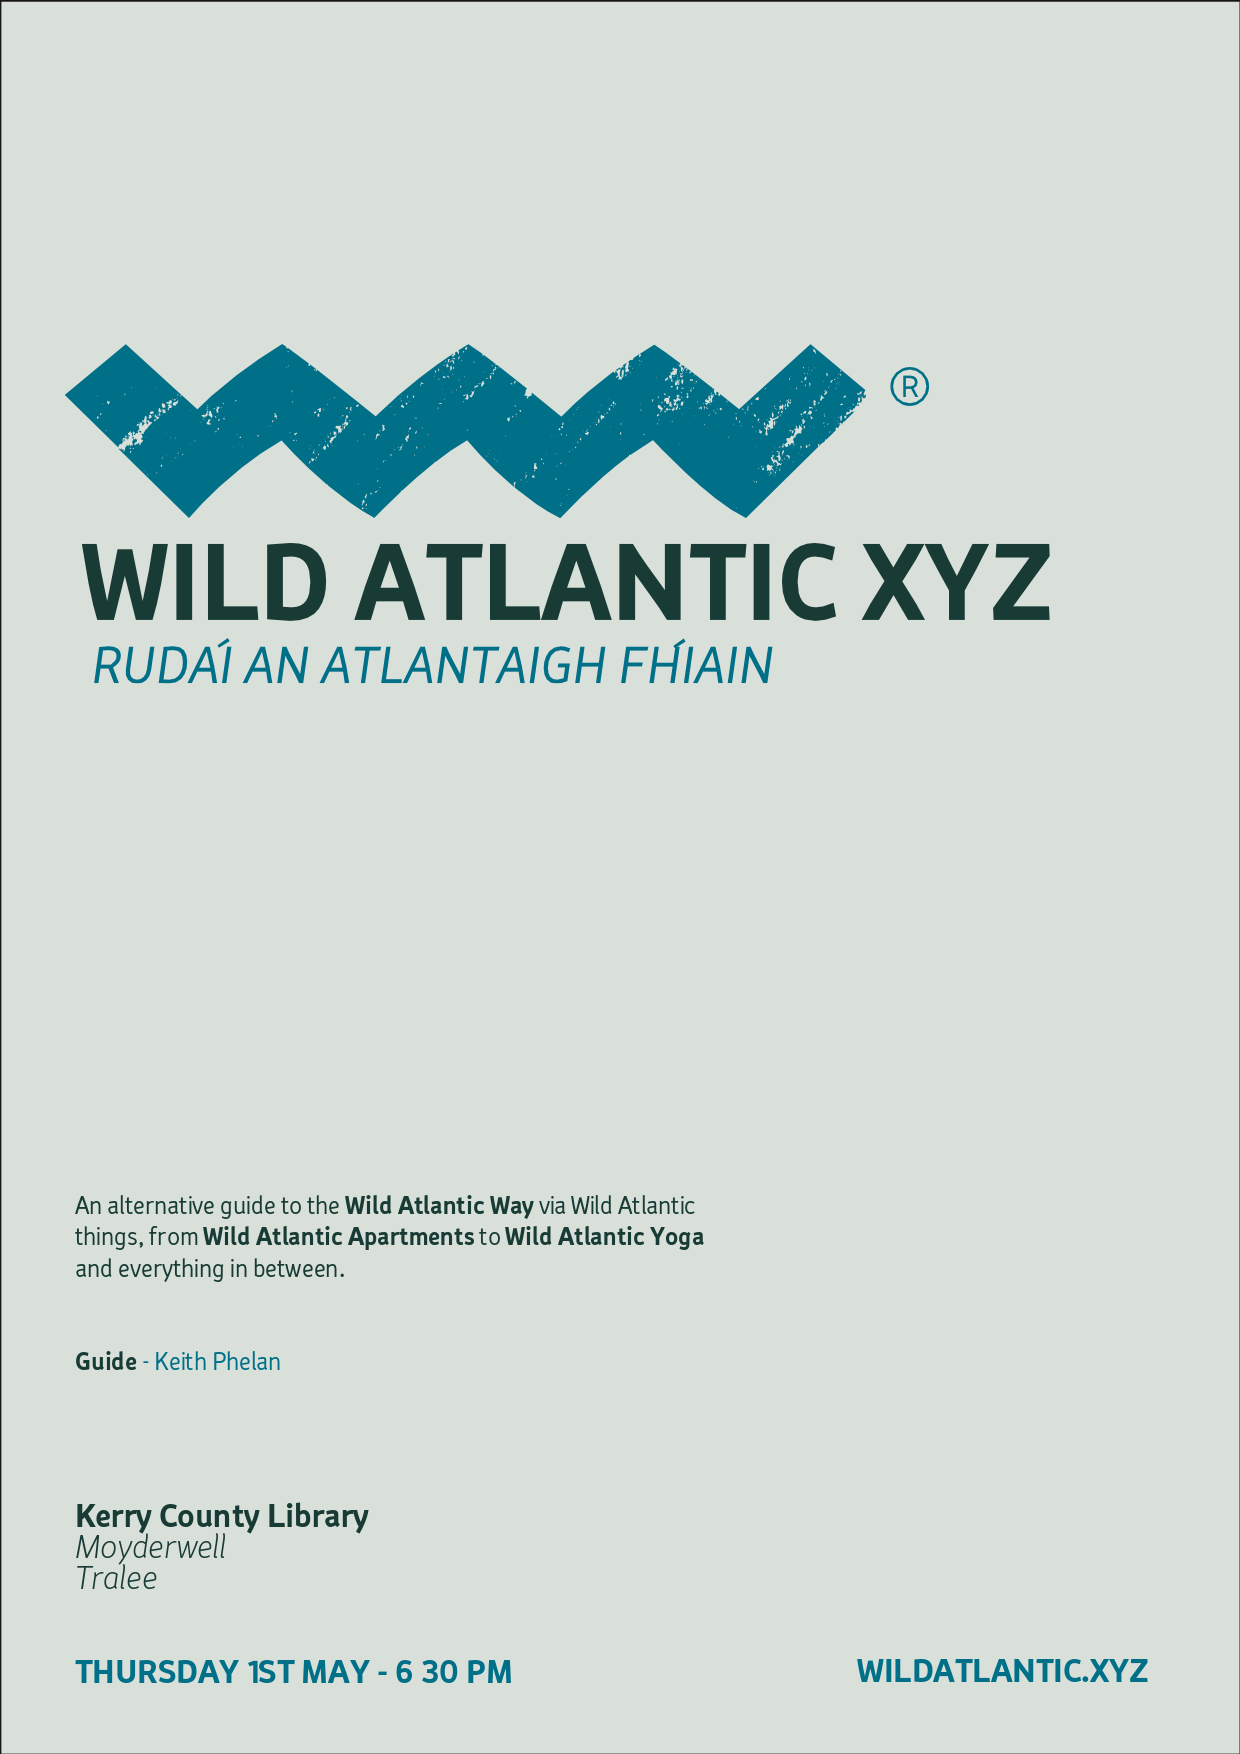 ®
WILD ATLANTIC XYZ
RUDAÍ AN ATLANTAIGH FHÍAIN
An alternative guide to the Wild Atlantic Way via Wild Atlantic
things, from Wild Atlantic Apartments to Wild Atlantic Yoga
and everything in between.
Guide - Keith Phelan
Kerry County Library
Moyderwell
Tralee
THURSDAY 1ST MAY - 6 30 PM
WILDATLANTIC.XYZ